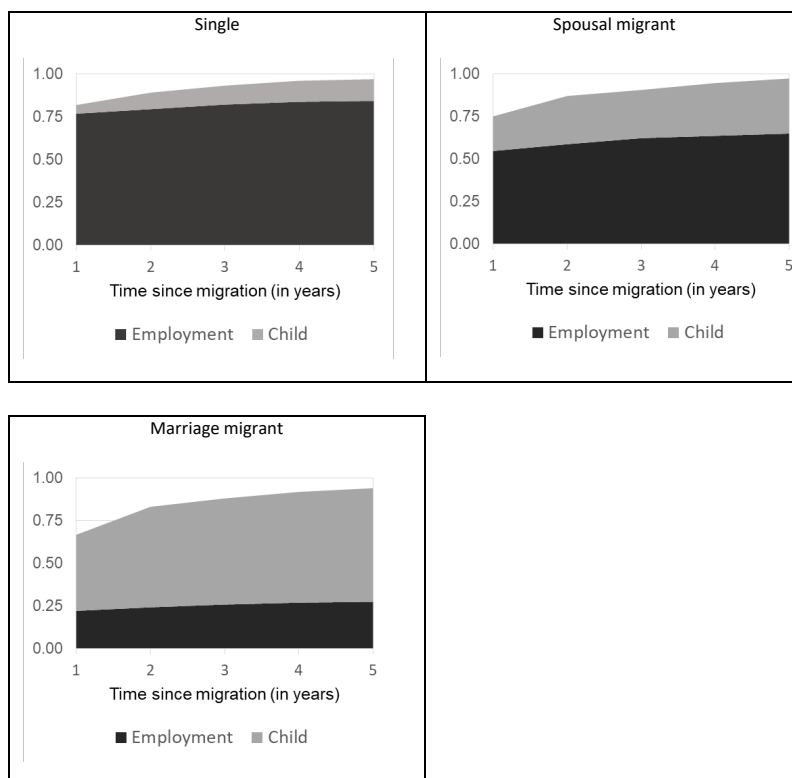 Single
1.00
0.75
0.50
0.25
0.00
1 2 3 4 5
Time since migration (in years)
Employment Child
Spousal migrant
1.00
0.75
0.50
0.25
0.00
1 2 3 4 5
Time since migration (in years)
Employment Child
Marriage migrant
1.00
0.75
0.50
0.25
0.00
1 2 3 4 5
Time since migration (in years)
Employment Child